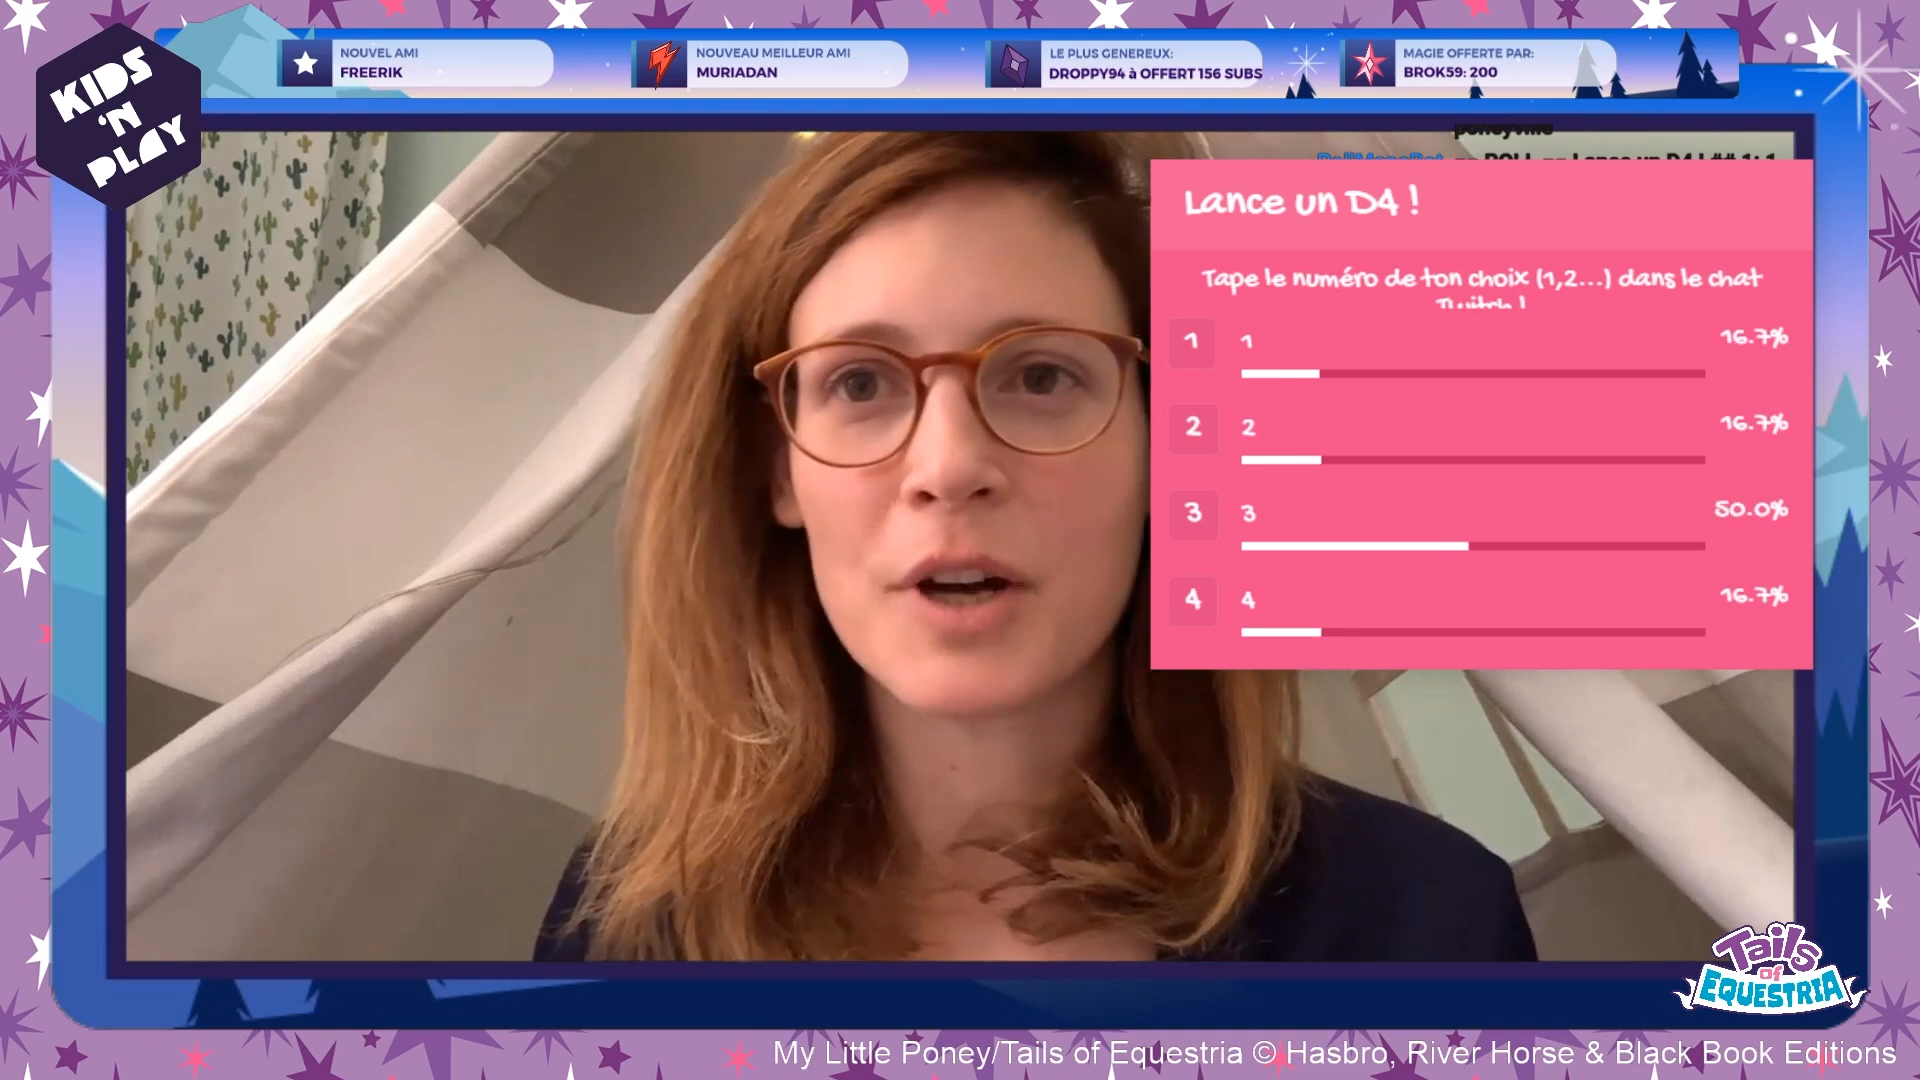 KIDS
'N
PLAY
NOUVEL AMI
FREERIK
NOUVEAU MEILLEUR AMI
MURIADAN
LE PLUS GENEREUX:
DROPPY94 à OFFERT 156 SUBS
MAGIE OFFERTE PAR:
BROK59: 200
poneyville
Lance un D4 !
Tape le numéro de ton choix (1,2...) dans le chat
Twitch !
1 1 16.7%
2 2 16.7%
3 3 50.0%
4 4 16.7%
Tails
of
EQUESTRIA
My Little Poney/Tails of Equestria © Hasbro, River Horse & Black Book Editions